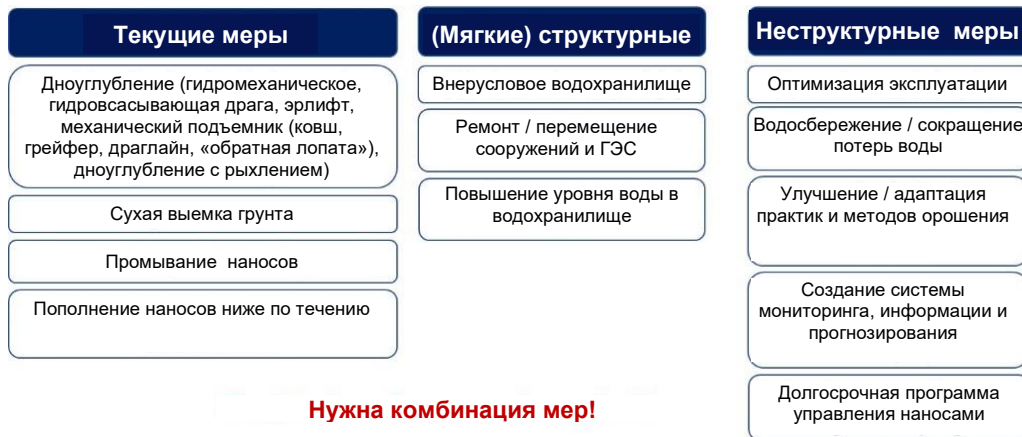 Текущие меры
Дноуглубление (гидромеханическое,
гидровсасывающая драга, эрлифт,
механический подъемник (ковш,
грейфер, драглайн, «обратная лопата»),
дноуглубление с рыхлением)
Сухая выемка грунта
Промывание наносов
Пополнение наносов ниже по течению
(Мягкие) структурные
Внерусловое водохранилище
Ремонт / перемещение
сооружений и ГЭС
Повышение уровня воды в
водохранилище
Неструктурные меры
Оптимизация эксплуатации
Водосбережение / сокращение
потерь воды
Улучшение / адаптация
практик и методов орошения
Создание системы
мониторинга, информации и
прогнозирования
Долгосрочная программа
управления наносами
Нужна комбинация мер!